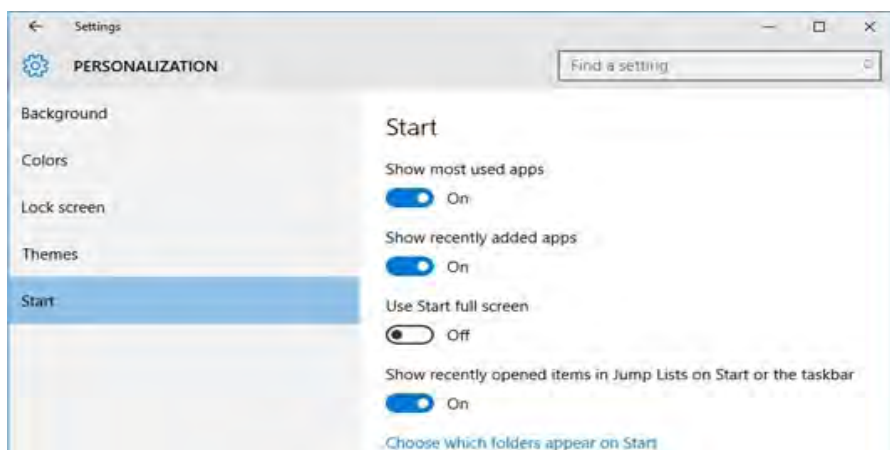 Settings
PERSONALIZATION
Find a setting
Background
Colors
Lock screen
Themes
Start
Start
Show most used apps
On
Show recently added apps
On
Use Start full screen
Off
Show recently opened items in Jump Lists on Start or the taskbar
On
Choose which folders appear on Start